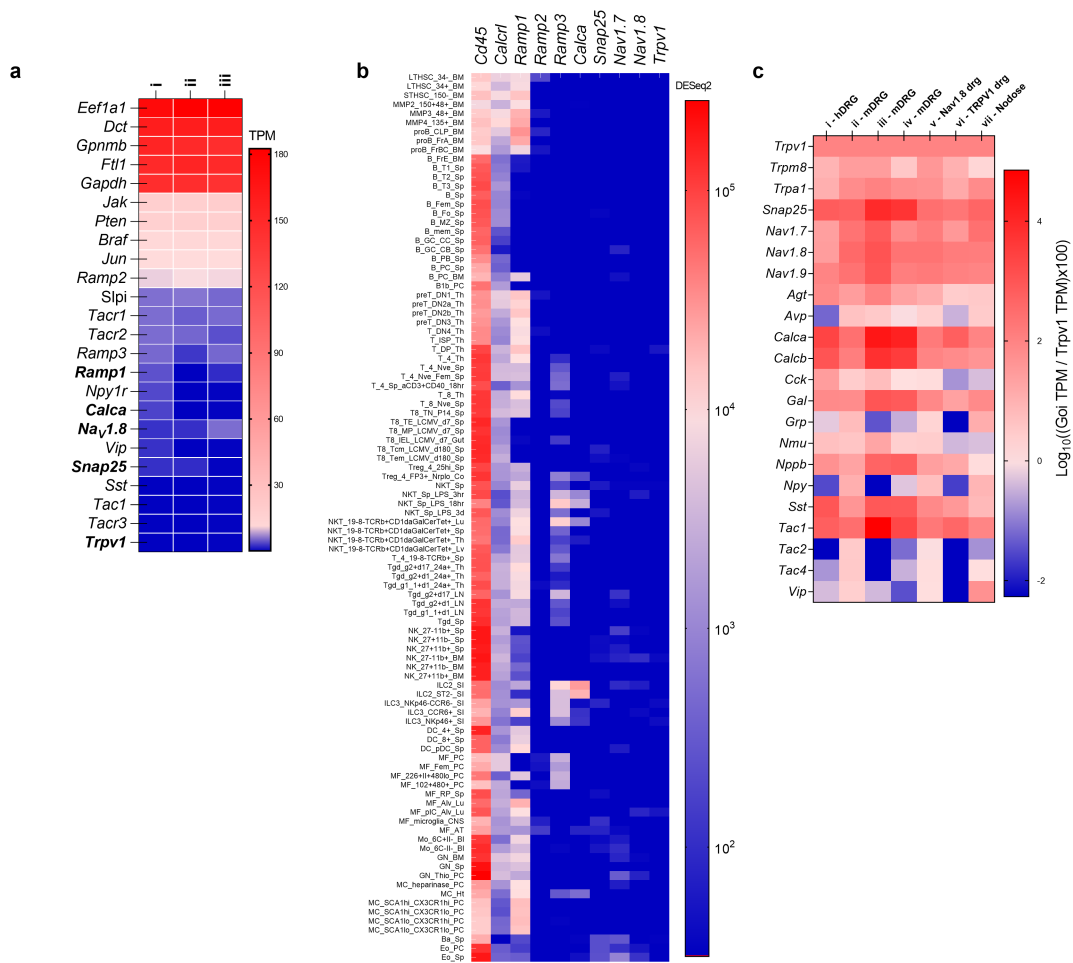 a
i
ii
iii
Eef1a1
Dct
Gpnmb
Ftl1
Gapdh
Jak
Pten
Braf
Jun
Ramp2
Slpi
Tacr1
Tacr2
Ramp3
Ramp1
Npy1r
Calca
NaV1.8
Vip
Snap25
Sst
Tac1
Tacr3
Trpv1
TPM
180
150
120
90
60
30
b
Cd45
Calcrl
Ramp1
Ramp2
Ramp3
Calca
Snap25
Nav1.7
Nav1.8
Trpv1
LTHSC_34-_BM
LTHSC_34+_BM
STHSC_150-_BM
MMP2_150+48+_BM
MMP3_48+_BM
MMP4_135+_BM
proB_CLP_BM
proB_FrA_BM
proB_FrBC_BM
B_FrE_BM
B_T1_Sp
B_T2_Sp
B_T3_Sp
B_Sp
B_Fem_Sp
B_Fo_Sp
B_MZ_Sp
B_mem_Sp
B_GC_CC_Sp
B_GC_CB_Sp
B_PB_Sp
B_PC_Sp
B_PC_BM
B1b_PC
preT_DN1_Th
preT_DN2a_Th
preT_DN2b_Th
preT_DN3_Th
T_DN4_Th
T_ISP_Th
T_DP_Th
T_4_Th
T_4_Nve_Sp
T_4_Nve_Fem_Sp
T_4_Sp_aCD3+CD40_18hr
T_8_Th
T_8_Nve_Sp
T8_TN_P14_Sp
T8_TE_LCMV_d7_Sp
T8_MP_LCMV_d7_Sp
T8_IEL_LCMV_d7_Gut
T8_Tcm_LCMV_d180_Sp
T8_Tem_LCMV_d180_Sp
Treg_4_25hi_Sp
Treg_4_FP3+_Nrplo_Co
NKT_Sp
NKT_Sp_LPS_3hr
NKT_Sp_LPS_18hr
NKT_Sp_LPS_3d
NKT_19-8-TCRb+CD1daGalCerTet+_Lu
NKT_19-8-TCRb+CD1daGalCerTet+_Sp
NKT_19-8-TCRb+CD1daGalCerTet+_Th
NKT_19-8-TCRb+CD1daGalCerTet+_Lv
T_4_19-8-TCRb+_Sp
Tgd_g2+d17_24a+_Th
Tgd_g2+d1_24a+_Th
Tgd_g1_1+d1_24a+_Th
Tgd_g2+d17_LN
Tgd_g2+d1_LN
Tgd_g1_1+d1_LN
Tgd_Sp
NK_27-11b+_Sp
NK_27+11b-_Sp
NK_27+11b+_Sp
NK_27-11b+_BM
NK_27+11b-_BM
NK_27+11b+_BM
ILC2_SI
ILC2_ST2-_SI
ILC3_NKp46-CCR6-_SI
ILC3_CCR6+_SI
ILC3_NKp46+_SI
DC_4+_Sp
DC_8+_Sp
DC_pDC_Sp
MF_PC
MF_Fem_PC
MF_226+II+480lo_PC
MF_102+480+_PC
MF_RP_Sp
MF_Alv_Lu
MF_pIC_Alv_Lu
MF_microglia_CNS
MF_AT
Mo_6C+II-_Bl
Mo_6C-II-_Bl
GN_BM
GN_Sp
GN_Thio_PC
MC_heparinase_PC
MC_Ht
MC_SCA1hi_CX3CR1hi_PC
MC_SCA1lo_CX3CR1lo_PC
MC_SCA1lo_CX3CR1hi_PC
MC_SCA1lo_CX3CR1lo_PC
Ba_Sp
Eo_PC
Eo_Sp
DESeq2
10^5
10^4
10^3
10^2
c
i - hDRG
ii - mDRG
iii - mDRG
iv - mDRG
v - Nav1.8 drg
vi - TRPV1 drg
vii - Nodose
Trpv1
Trpm8
Trpa1
Snap25
Nav1.7
Nav1.8
Nav1.9
Agt
Avp
Calca
Calcb
Cck
Gal
Grp
Nmu
Nppb
Npy
Sst
Tac1
Tac2
Tac4
Vip
4
2
0
-2
Log10((Goi TPM / Trpv1 TPM)x100)